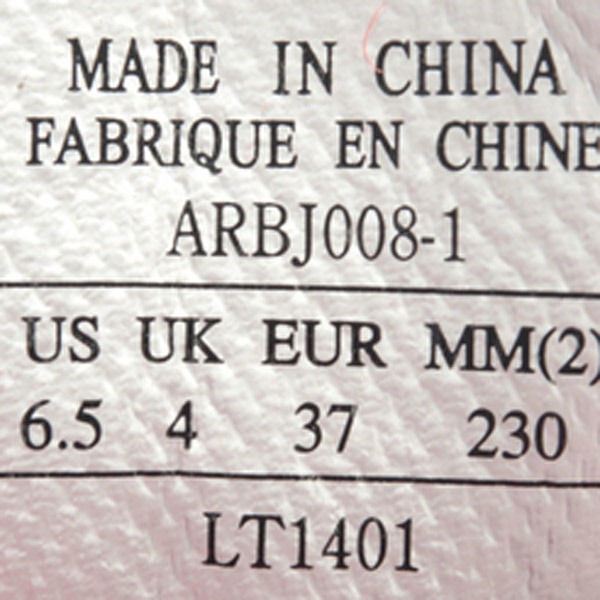 MADE IN CHINA
FABRIQUE EN CHINE
ARBJ008-1
US UK EUR MM(2)
6.5 4 37 230
LT1401